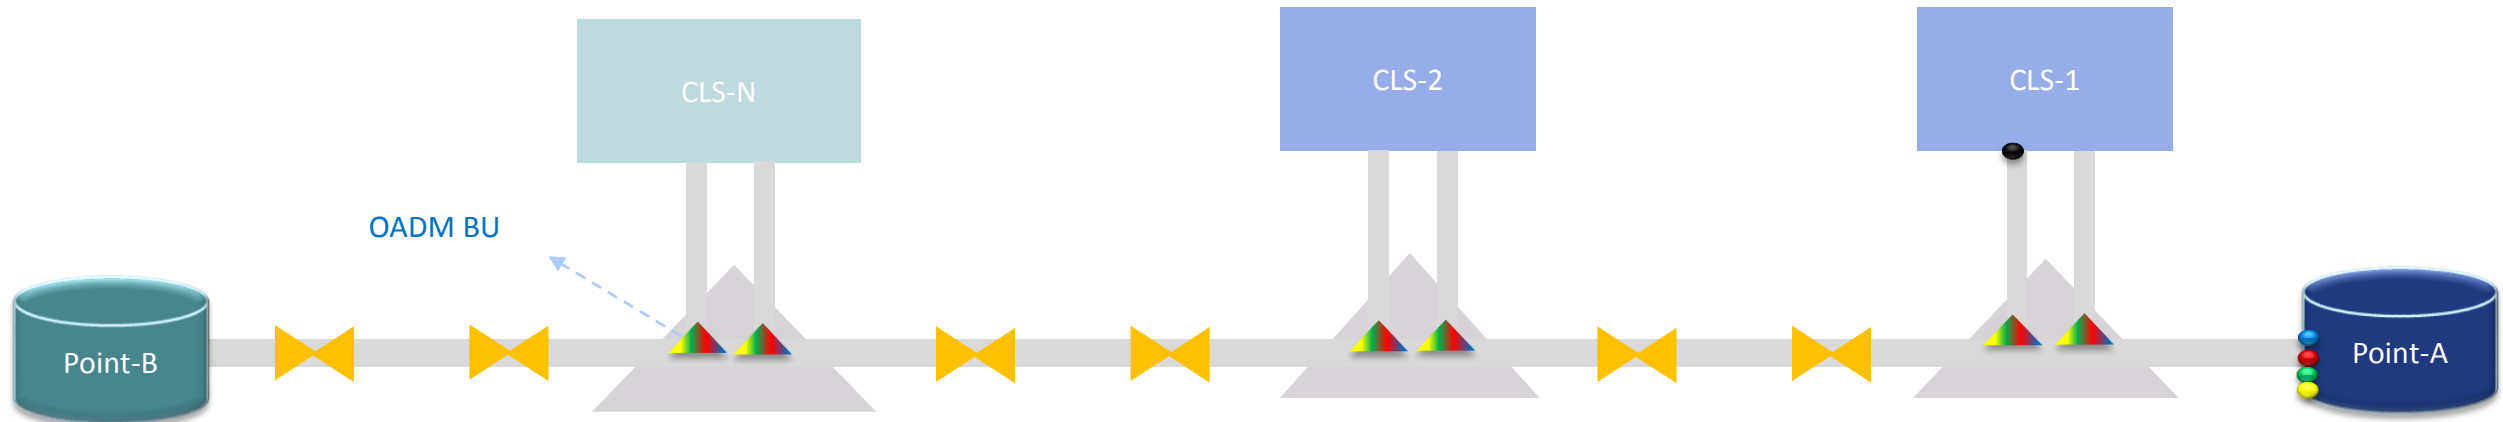 CLS-N
CLS-2
CLS-1
OADM BU
Point-B
Point-A